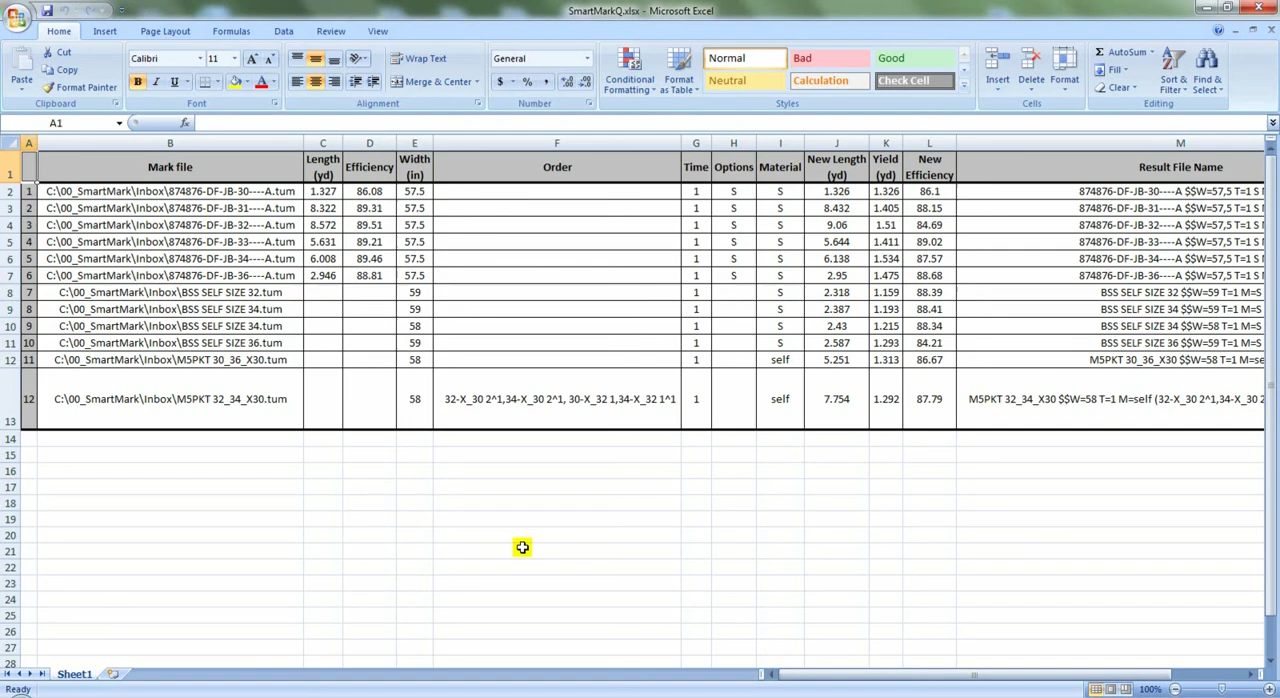 SmartMarkQ.xlsx - Microsoft Excel
Home Insert Page Layout Formulas Data Review View
Cut Calibri 11 A A Wrap Text General Normal Bad Good AutoSum
Paste Copy Conditional Formatting Format as Table Insert Delete Format Fill Sort & Filter Find & Select
Format Painter B I U A Merge & Center $ % , Neutral Calculation Check Cell Clear
Clipboard Font Alignment Number Styles Cells Editing
A1 fx
A B C D E F G H I J K L M
1 Mark file Length (yd) Efficiency Width (in) Order Time Options Material New Length (yd) Yield (yd) New Efficiency Result File Name
2 1 C:\00_SmartMark\Inbox\874876-DF-JB-30----A.tum 1.327 86.08 57.5 1 S S 1.326 1.326 86.1 874876-DF-JB-30----A $$W=57,5 T=1 S
3 2 C:\00_SmartMark\Inbox\874876-DF-JB-31----A.tum 8.322 89.31 57.5 1 S S 8.432 1.405 88.15 874876-DF-JB-31----A $$W=57,5 T=1 S
4 3 C:\00_SmartMark\Inbox\874876-DF-JB-32----A.tum 8.572 89.51 57.5 1 S S 9.06 1.51 84.69 874876-DF-JB-32----A $$W=57,5 T=1 S
5 4 C:\00_SmartMark\Inbox\874876-DF-JB-33----A.tum 5.631 89.21 57.5 1 S S 5.644 1.411 89.02 874876-DF-JB-33----A $$W=57,5 T=1 S
6 5 C:\00_SmartMark\Inbox\874876-DF-JB-34----A.tum 6.008 89.46 57.5 1 S S 6.138 1.534 87.57 874876-DF-JB-34----A $$W=57,5 T=1 S
7 6 C:\00_SmartMark\Inbox\874876-DF-JB-36----A.tum 2.946 88.81 57.5 1 S S 2.95 1.475 88.68 874876-DF-JB-36----A $$W=57,5 T=1 S
8 7 C:\00_SmartMark\Inbox\BSS SELF SIZE 32.tum 59 1 S 2.318 1.159 88.39 BSS SELF SIZE 32 $$W=59 T=1 M=S
9 8 C:\00_SmartMark\Inbox\BSS SELF SIZE 34.tum 59 1 S 2.387 1.193 88.41 BSS SELF SIZE 34 $$W=59 T=1 M=S
10 9 C:\00_SmartMark\Inbox\BSS SELF SIZE 34.tum 58 1 S 2.43 1.215 88.34 BSS SELF SIZE 34 $$W=58 T=1 M=S
11 10 C:\00_SmartMark\Inbox\BSS SELF SIZE 36.tum 59 1 S 2.587 1.293 84.21 BSS SELF SIZE 36 $$W=59 T=1 M=S
12 11 C:\00_SmartMark\Inbox\M5PKT 30_36_X30.tum 58 1 self 5.251 1.313 86.67 M5PKT 30_36_X30 $$W=58 T=1 M=se
13 12 C:\00_SmartMark\Inbox\M5PKT 32_34_X30.tum 58 32-X_30 2^1,34-X_30 2^1, 30-X_32 1,34-X_32 1^1 1 self 7.754 1.292 87.79 M5PKT 32_34_X30 $$W=58 T=1 M=self (32-X_30 2^1,34-X_30 2
14
15
16
17
18
19
20
21
22
23
24
25
26
27
28
Sheet1
Ready 100%